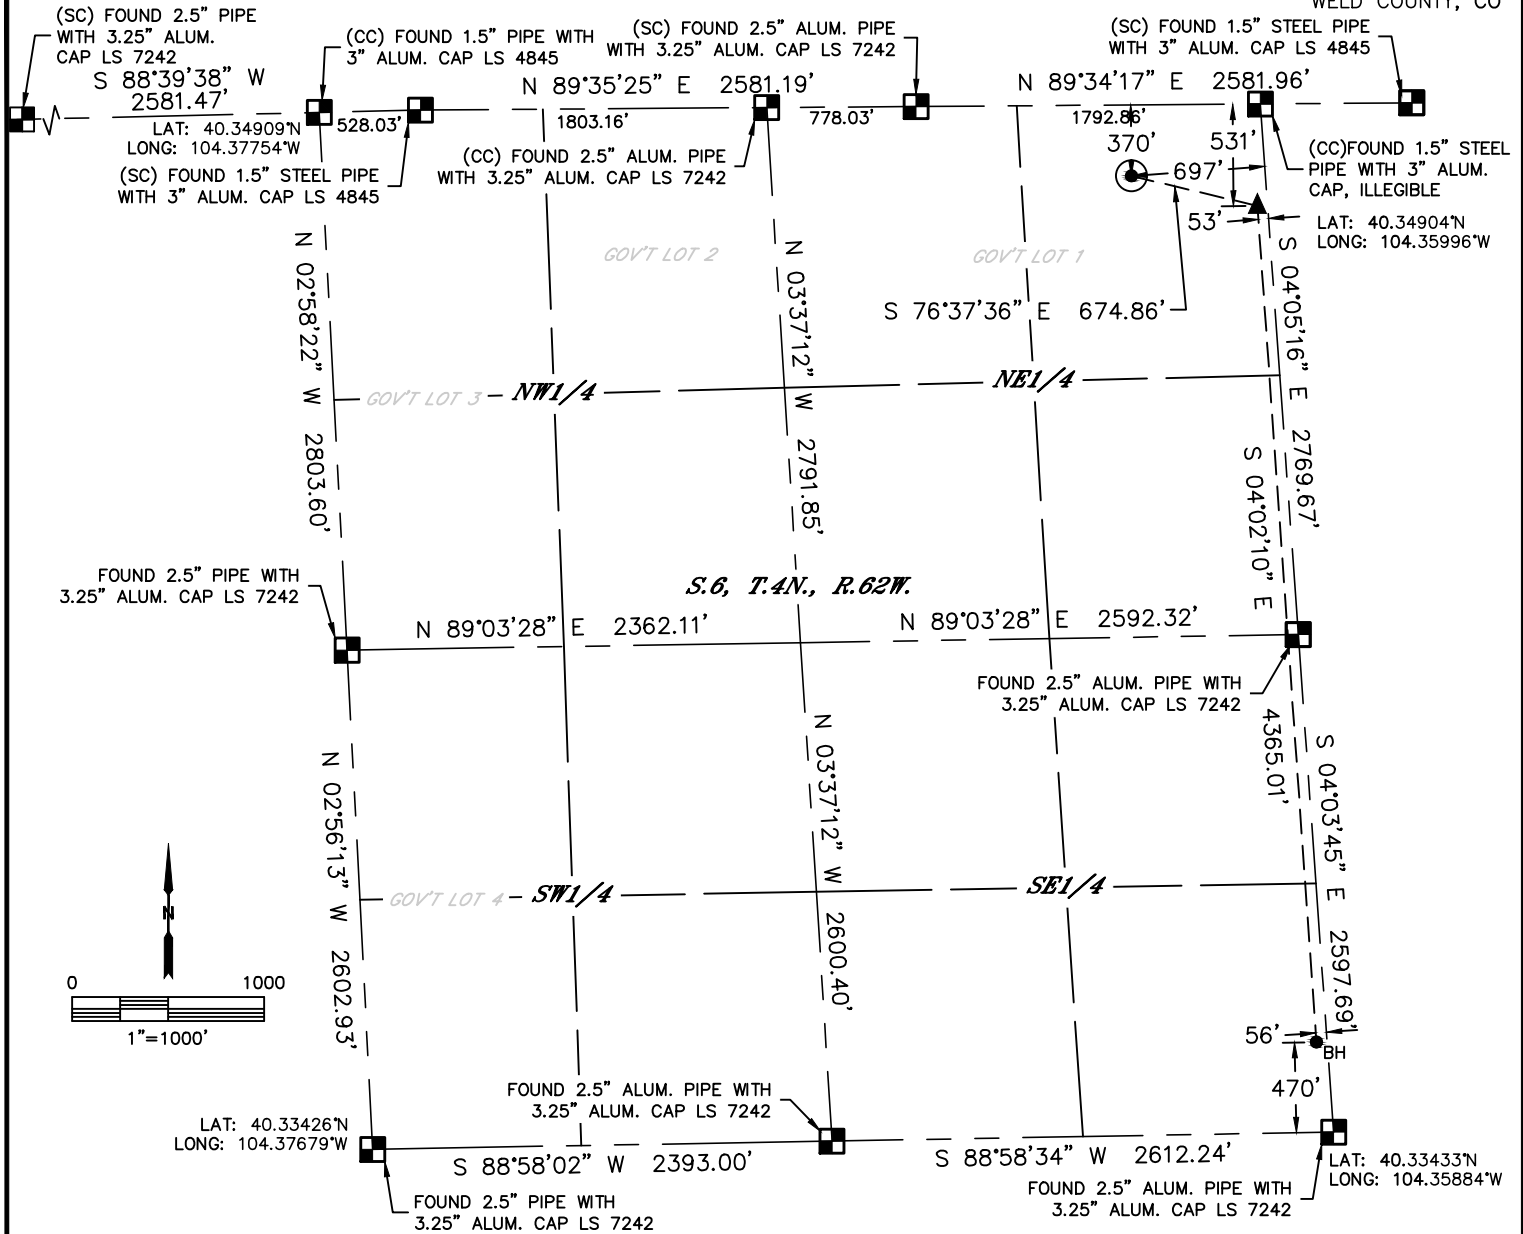 WELD COUNTY, CO
(SC) FOUND 2.5" PIPE
WITH 3.25" ALUM.
CAP LS 7242
(CC) FOUND 1.5" PIPE WITH
3" ALUM. CAP LS 4845
(SC) FOUND 2.5" ALUM. PIPE
WITH 3.25" ALUM. CAP LS 7242
(SC) FOUND 1.5" STEEL PIPE
WITH 3" ALUM. CAP LS 4845
S 88°39'38" W
2581.47'
N 89°35'25" E 2581.19'
N 89°34'17" E 2581.96'
LAT: 40.34909°N
LONG: 104.37754°W
528.03'
1803.16'
778.03'
1792.86'
370'
531'
697'
53'
(SC) FOUND 1.5" STEEL PIPE
WITH 3" ALUM. CAP LS 4845
(CC) FOUND 2.5" ALUM. PIPE
WITH 3.25" ALUM. CAP LS 7242
(CC)FOUND 1.5" STEEL
PIPE WITH 3" ALUM.
CAP, ILLEGIBLE
LAT: 40.34904°N
LONG: 104.35996°W
GOV'T LOT 2
GOV'T LOT 1
S 76°37'36" E 674.86'
N 02°58'22" W 2803.60'
N 03°37'12" W 2791.85'
S 04°05'16" E 2769.67'
S 04°02'10" E 4365.01'
GOV'T LOT 3
NW1/4
NE1/4
FOUND 2.5" PIPE WITH
3.25" ALUM. CAP LS 7242
S.6, T.4N., R.62W.
N 89°03'28" E 2362.11'
N 89°03'28" E 2592.32'
FOUND 2.5" ALUM. PIPE WITH
3.25" ALUM. CAP LS 7242
N 02°56'13" W 2602.93'
N 03°37'12" W 2600.40'
S 04°03'45" E 2597.69'
GOV'T LOT 4
SW1/4
SE1/4
N
0 1000
1"=1000'
56'
BH
470'
FOUND 2.5" ALUM. PIPE WITH
3.25" ALUM. CAP LS 7242
LAT: 40.33426°N
LONG: 104.37679°W
S 88°58'02" W 2393.00'
S 88°58'34" W 2612.24'
LAT: 40.33433°N
LONG: 104.35884°W
FOUND 2.5" PIPE WITH
3.25" ALUM. CAP LS 7242
FOUND 2.5" ALUM. PIPE WITH
3.25" ALUM. CAP LS 7242